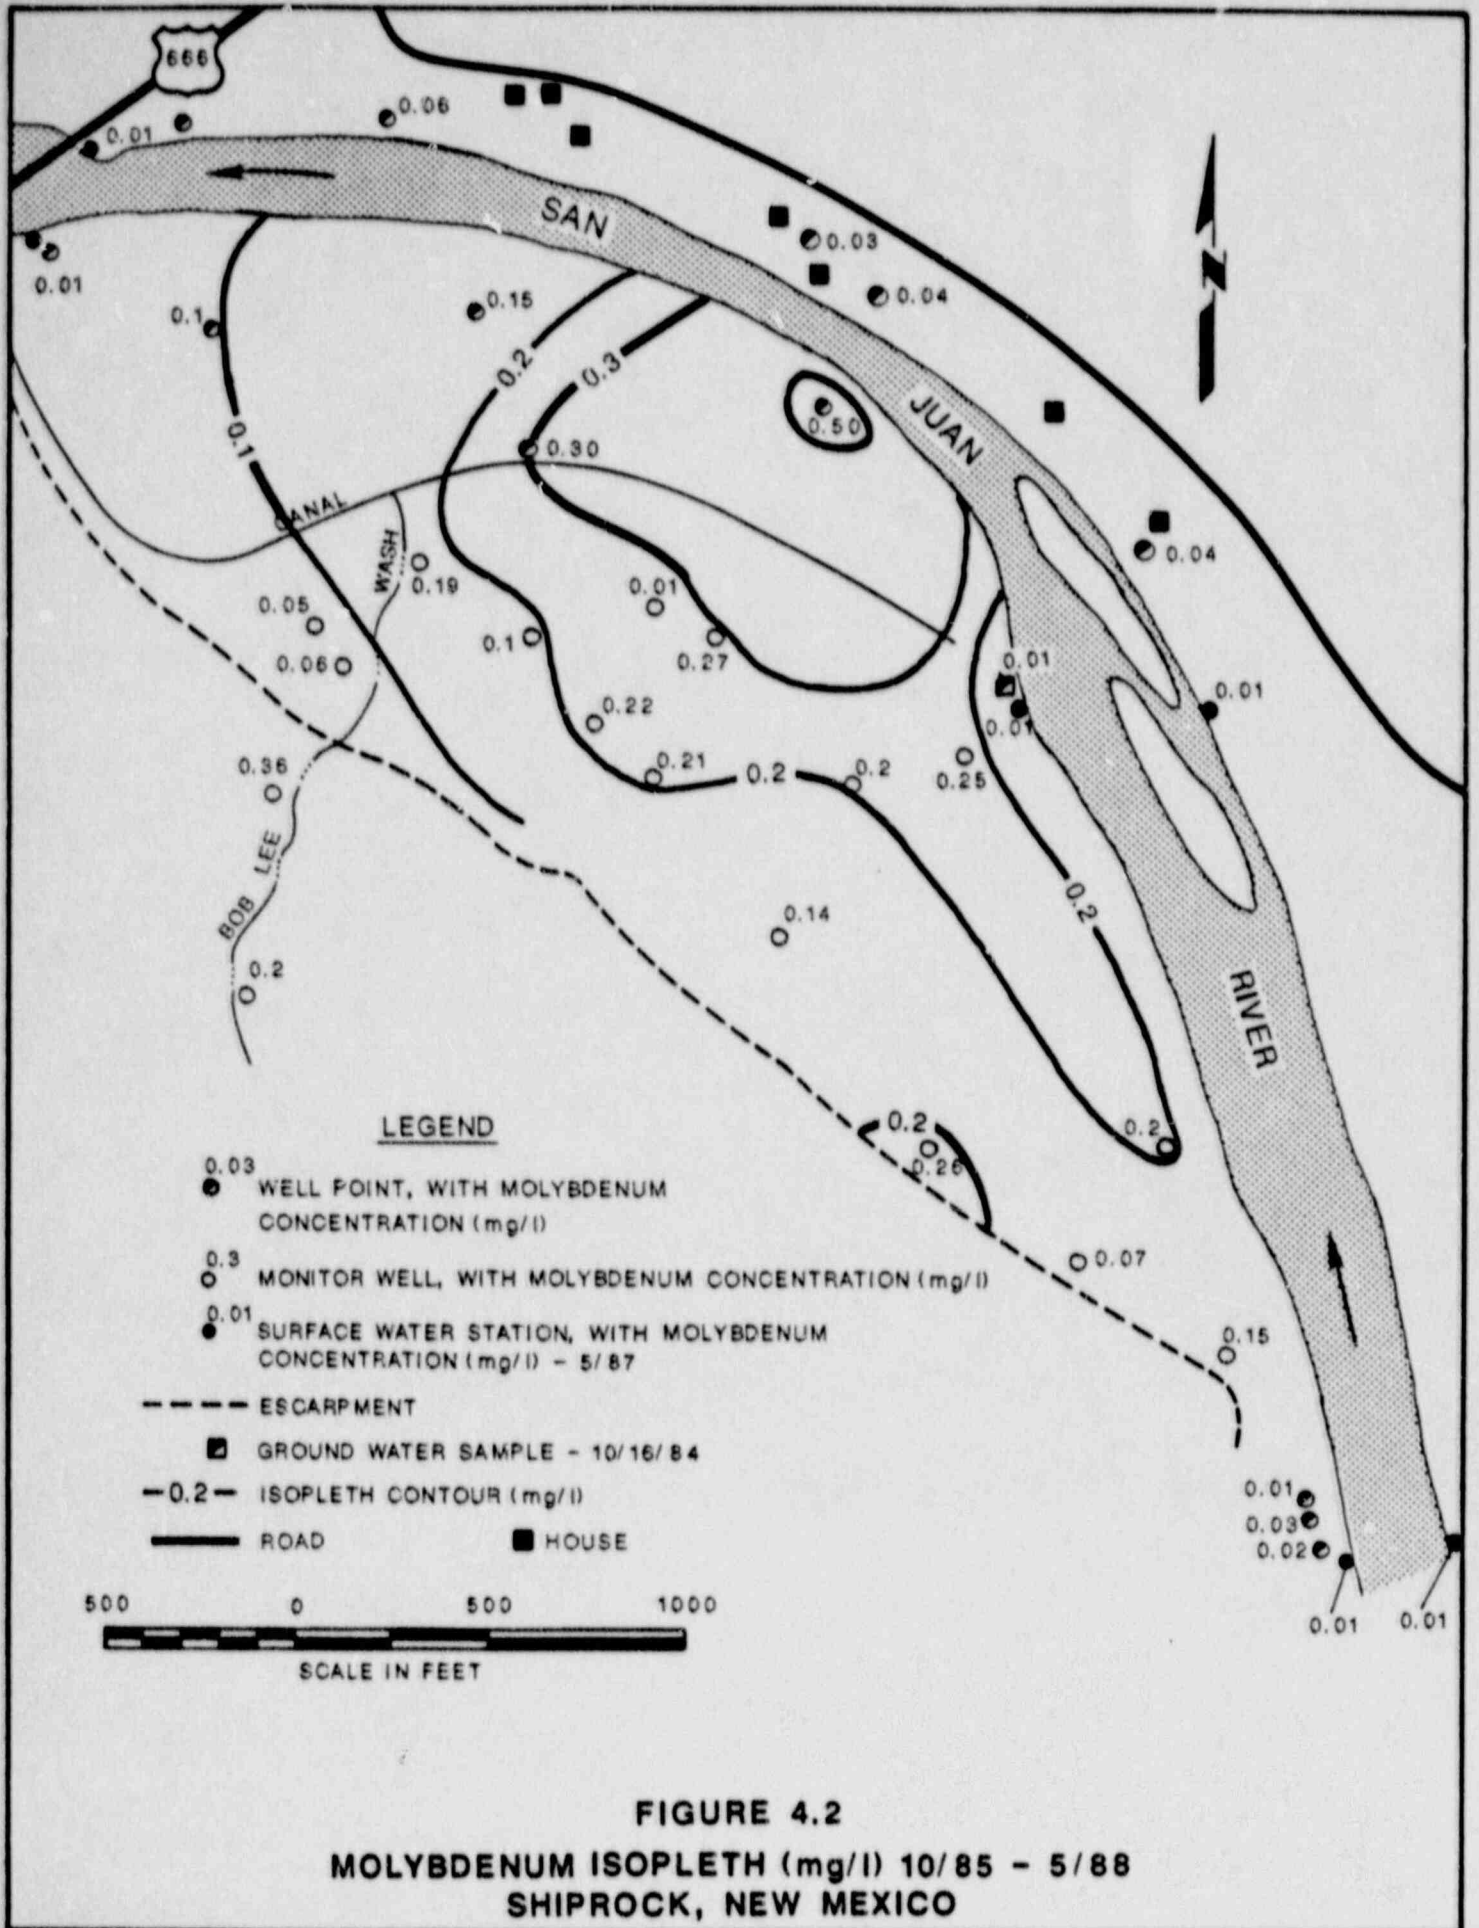 666
0.06
0.01
SAN
0.03
0.01
0.04
0.15
0.1
0.2
0.3
JUAN
0.50
0.1
0.30
CANAL
WASH
0.04
0.19
0.01
0.05
0.1
0.27
0.06
0.01
0.01
0.22
0.01
0.36
0.21
0.2
0.2
0.25
LEE
0.2
BOB
0.14
0.2
RIVER
0.2
0.2
0.26
LEGEND
0.03 WELL POINT, WITH MOLYBDENUM
CONCENTRATION (mg/l)
0.3 MONITOR WELL, WITH MOLYBDENUM CONCENTRATION (mg/l)
0.01 SURFACE WATER STATION, WITH MOLYBDENUM
CONCENTRATION (mg/l) - 5/87
ESCARPMENT
GROUND WATER SAMPLE - 10/16/84
0.2 ISOPLETH CONTOUR (mg/l)
ROAD HOUSE
0.07
0.15
0.01
0.03
0.02
0.01 0.01
500 0 500 1000
SCALE IN FEET
N
FIGURE 4.2
MOLYBDENUM ISOPLETH (mg/l) 10/85 - 5/88
SHIPROCK, NEW MEXICO